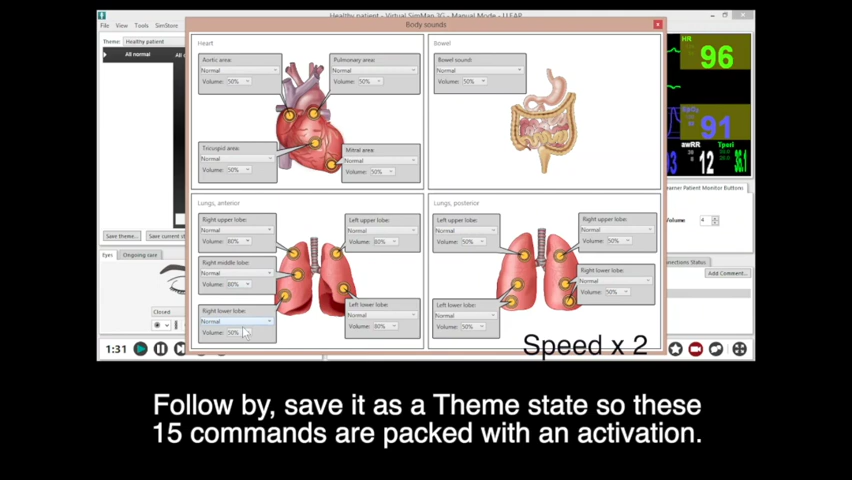 Healthy patient - Virtual SimMan 3G - Manual Mode - LLEAP
File View Tools SimStore
Body sounds
Theme: Healthy patient
All normal
Heart
Aortic area:
Normal
Volume: 50%
Pulmonary area:
Normal
Volume: 50%
Tricuspid area:
Normal
Volume: 50%
Mitral area
Normal
Volume: 50%
Bowel
Bowel sound:
Normal
Volume: 50%
HR
96
SpO2
91
awRR
12
Tperi
36.1
Learner Patient Monitor Buttons
Volume: 4
Add Comment...
Save theme...
Eyes Ongoing care
Closed
Lungs, anterior
Right upper lobe:
Normal
Volume: 80%
Left upper lobe:
Normal
Volume: 80%
Right middle lobe:
Normal
Volume: 80%
Right lower lobe:
Normal
Volume: 50%
Left lower lobe:
Normal
Volume: 80%
Lungs, posterior
Left upper lobe:
Normal
Volume: 50%
Right upper lobe:
Normal
Volume: 50%
Right lower lobe:
Normal
Volume: 50%
Left lower lobe:
Normal
Volume: 50%
1:31
Speed x 2
Follow by, save it as a Theme state so these
15 commands are packed with an activation.